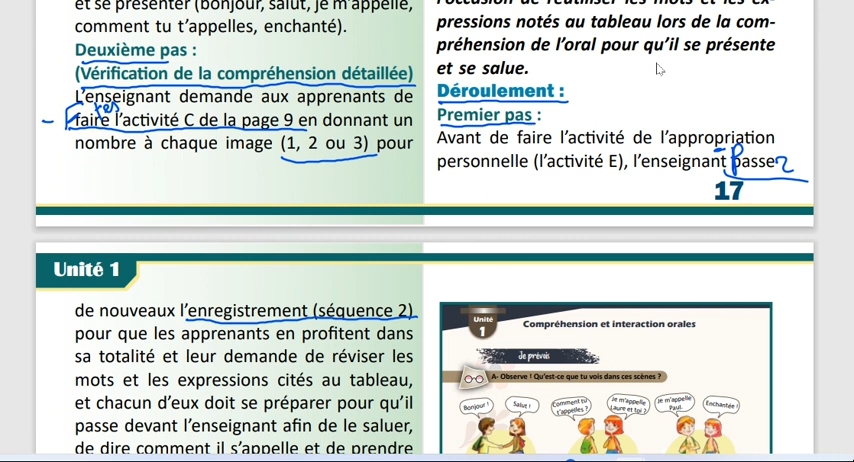 et se présenter (bonjour, salut, je m'appelle,
comment tu t'appelles, enchanté).
Deuxième pas :
(Vérification de la compréhension détaillée)
L'enseignant demande aux apprenants de
faire l'activité C de la page 9 en donnant un
nombre à chaque image (1, 2 ou 3) pour
pressions notés au tableau lors de la com-
préhension de l'oral pour qu'il se présente
et se salue.
Déroulement :
Premier pas :
Avant de faire l'activité de l'appropriation
personnelle (l'activité E), l'enseignant passe
17
Unité 1
de nouveaux l'enregistrement (séquence 2)
pour que les apprenants en profitent dans
sa totalité et leur demande de réviser les
mots et les expressions cités au tableau,
et chacun d'eux doit se préparer pour qu'il
passe devant l'enseignant afin de le saluer,
de dire comment il s'appelle et de prendre
Unité
1
Compréhension et interaction orales
Je prévois
A- Observe ! Qu'est-ce que tu vois dans ces scènes ?
Bonjour !
Salut !
Comment tu
t'appelles ?
Je m'appelle
Laure et toi ?
Je m'appelle
Paul.
Enchantée !